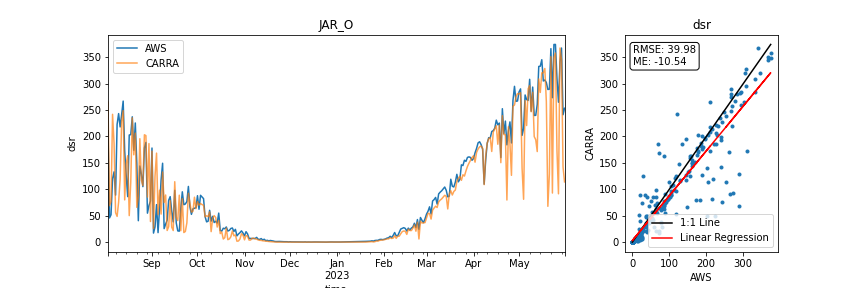 JAR_O
AWS
CARRA
dsr
350
300
250
200
150
100
50
0
Sep
Oct
Nov
Dec
Jan
2023
Feb
Mar
Apr
May
time
dsr
RMSE: 39.98
ME: -10.54
CARRA
350
300
250
200
150
100
50
0
1:1 Line
Linear Regression
0
100
200
300
AWS